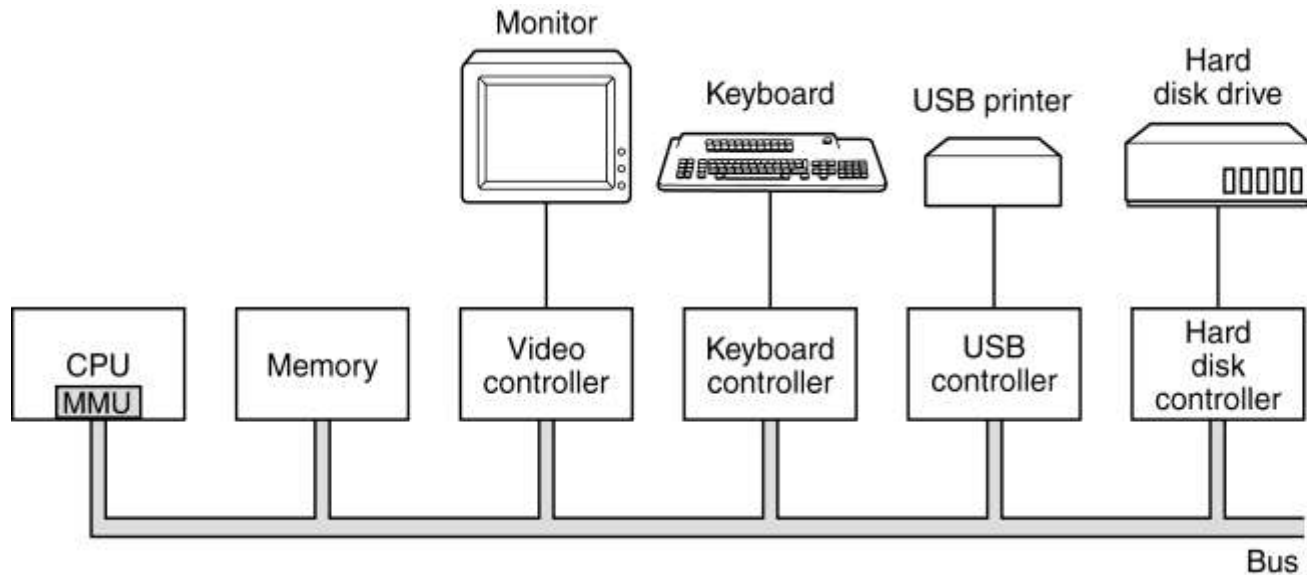 Monitor
Keyboard
USB printer
Hard
disk drive
CPU
MMU
Memory
Video
controller
Keyboard
controller
USB
controller
Hard
disk
controller
Bus